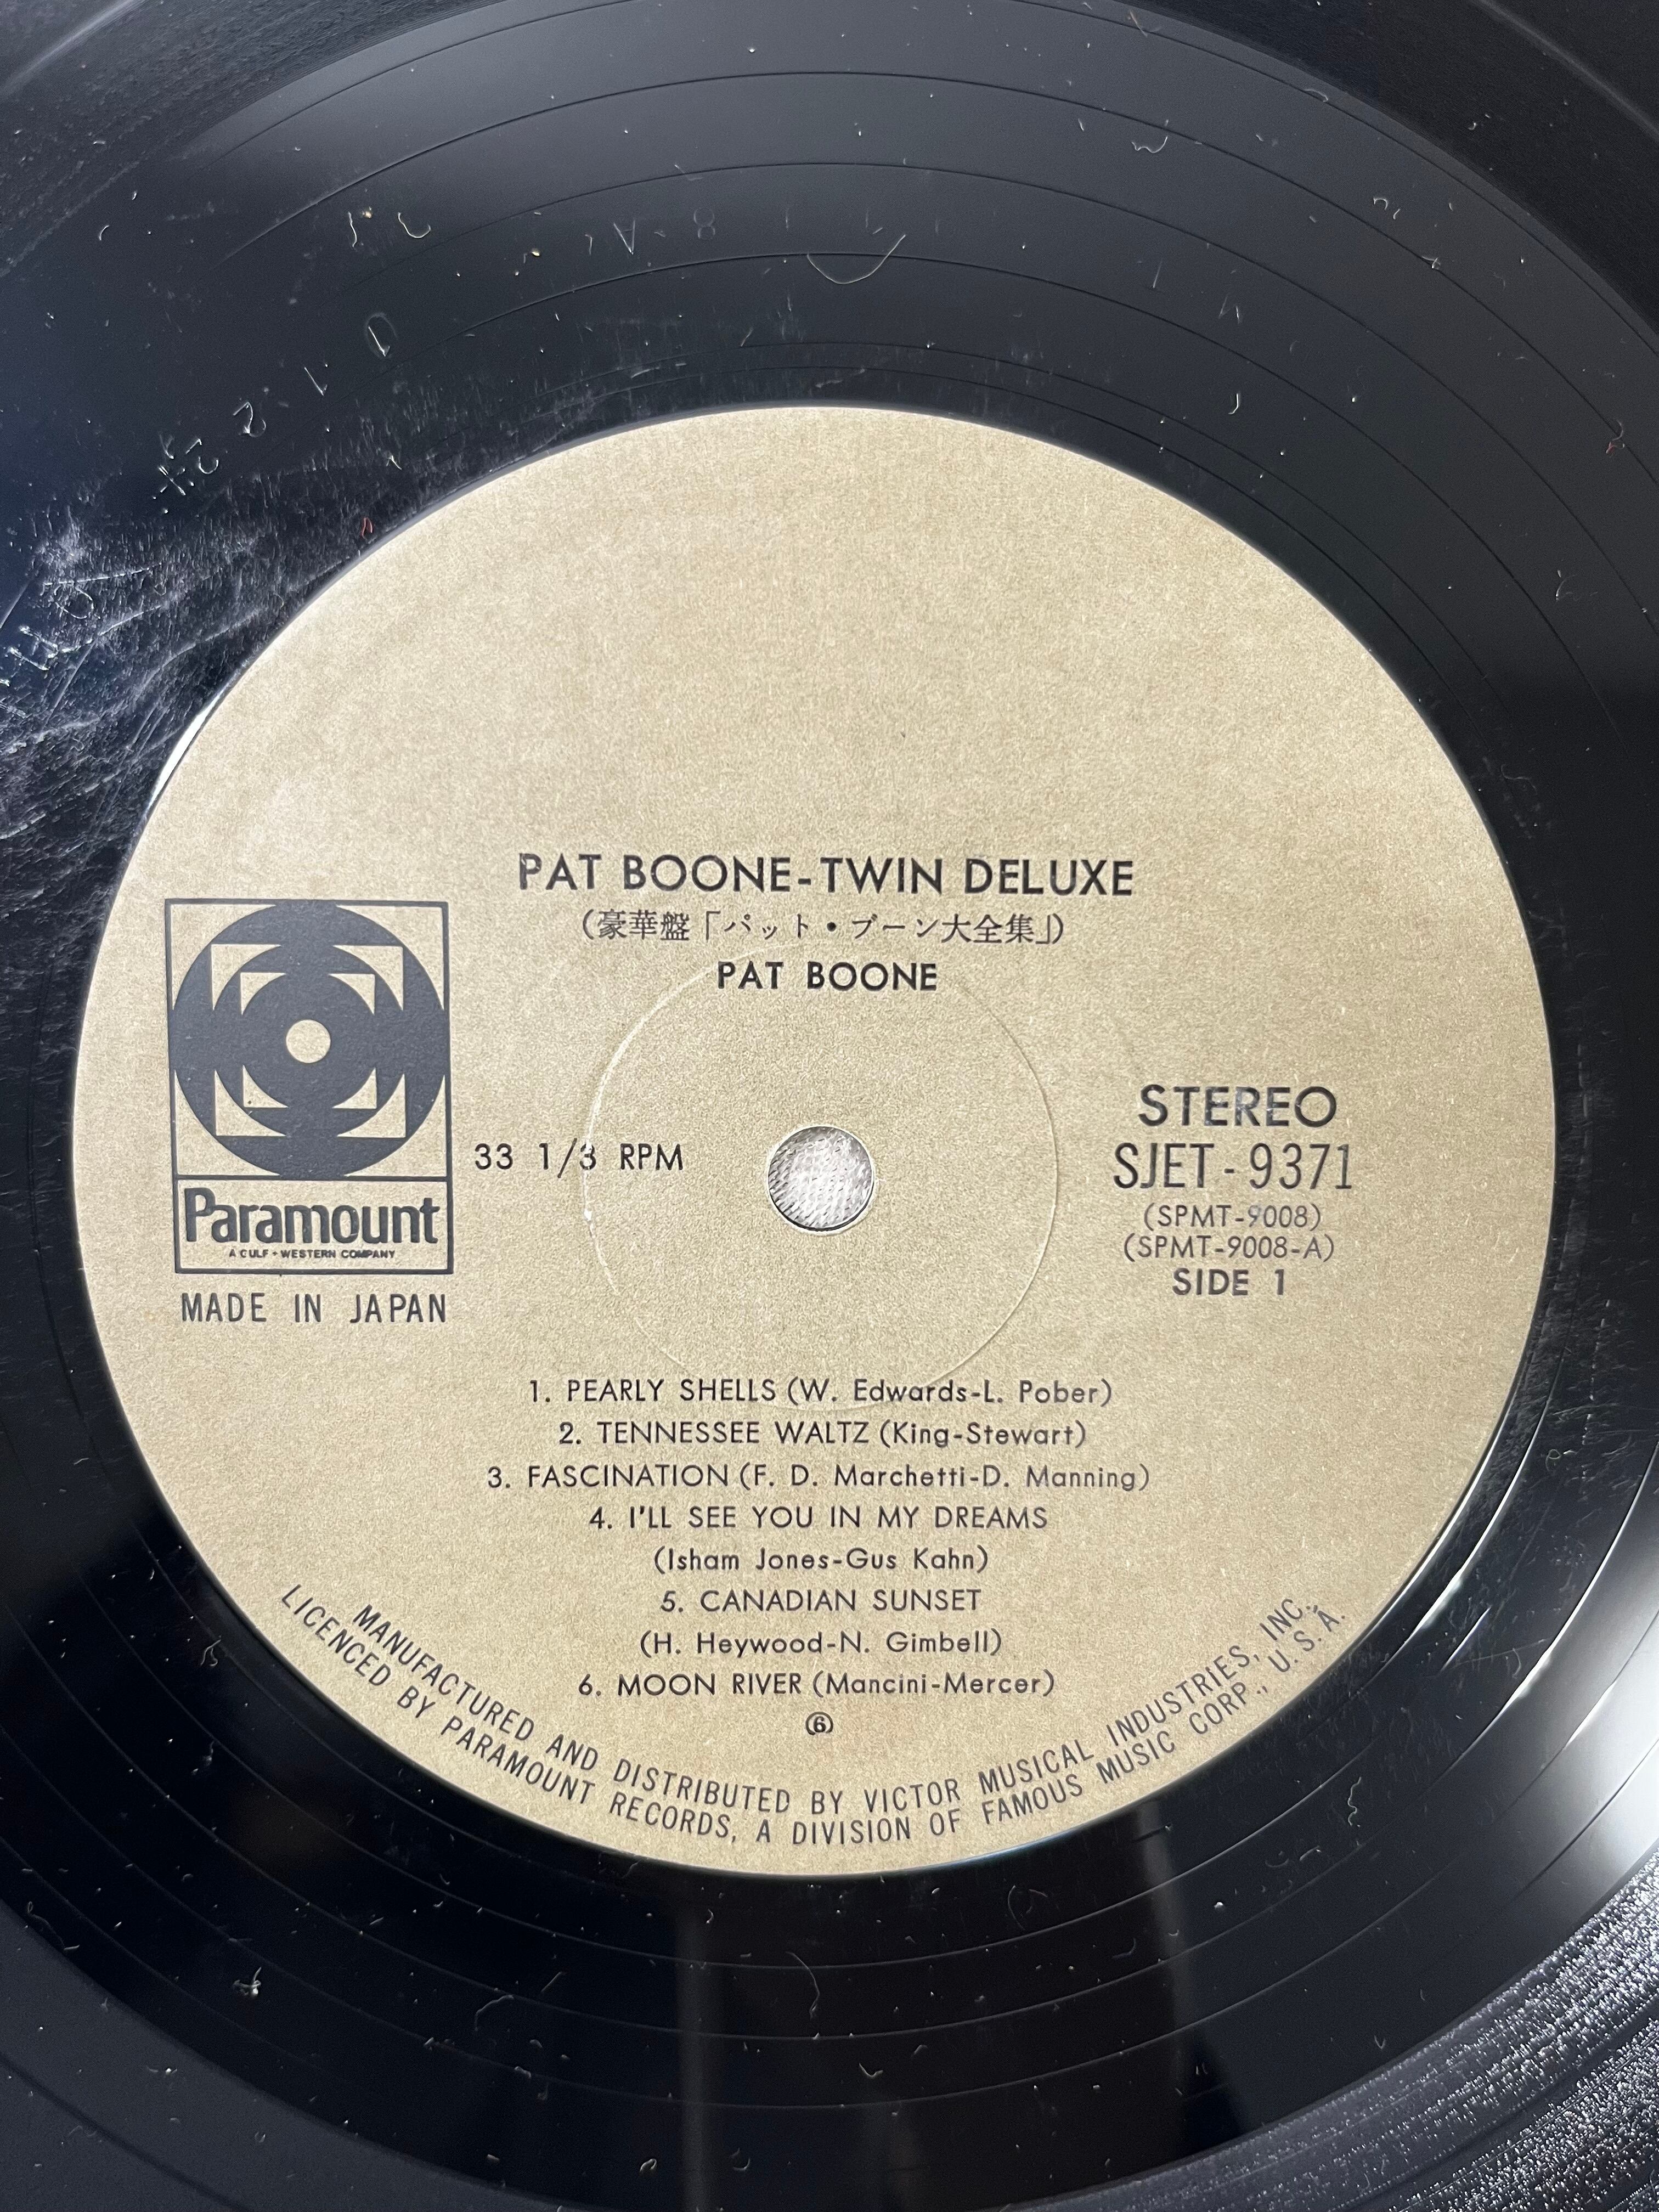 PAT BOONE-TWIN DELUXE
(豪華盤「パット・ブーン大全集」)
PAT BOONE
Paramount
A GULF+WESTERN COMPANY
MADE IN JAPAN
33 1/3 RPM
STEREO
SJET-9371
(SPMT-9008)
(SPMT-9008-A)
SIDE 1
1. PEARLY SHELLS (W. Edwards-L. Pober)
2. TENNESSEE WALTZ (King-Stewart)
3. FASCINATION (F. D. Marchetti-D. Manning)
4. I'LL SEE YOU IN MY DREAMS
(Isham Jones-Gus Kahn)
5. CANADIAN SUNSET
(H. Heywood-N. Gimbell)
6. MOON RIVER (Mancini-Mercer)
⑥
MANUFACTURED AND DISTRIBUTED BY VICTOR MUSICAL INDUSTRIES, INC.,
LICENCED BY PARAMOUNT RECORDS, A DIVISION OF FAMOUS MUSIC CORP., U.S.A.